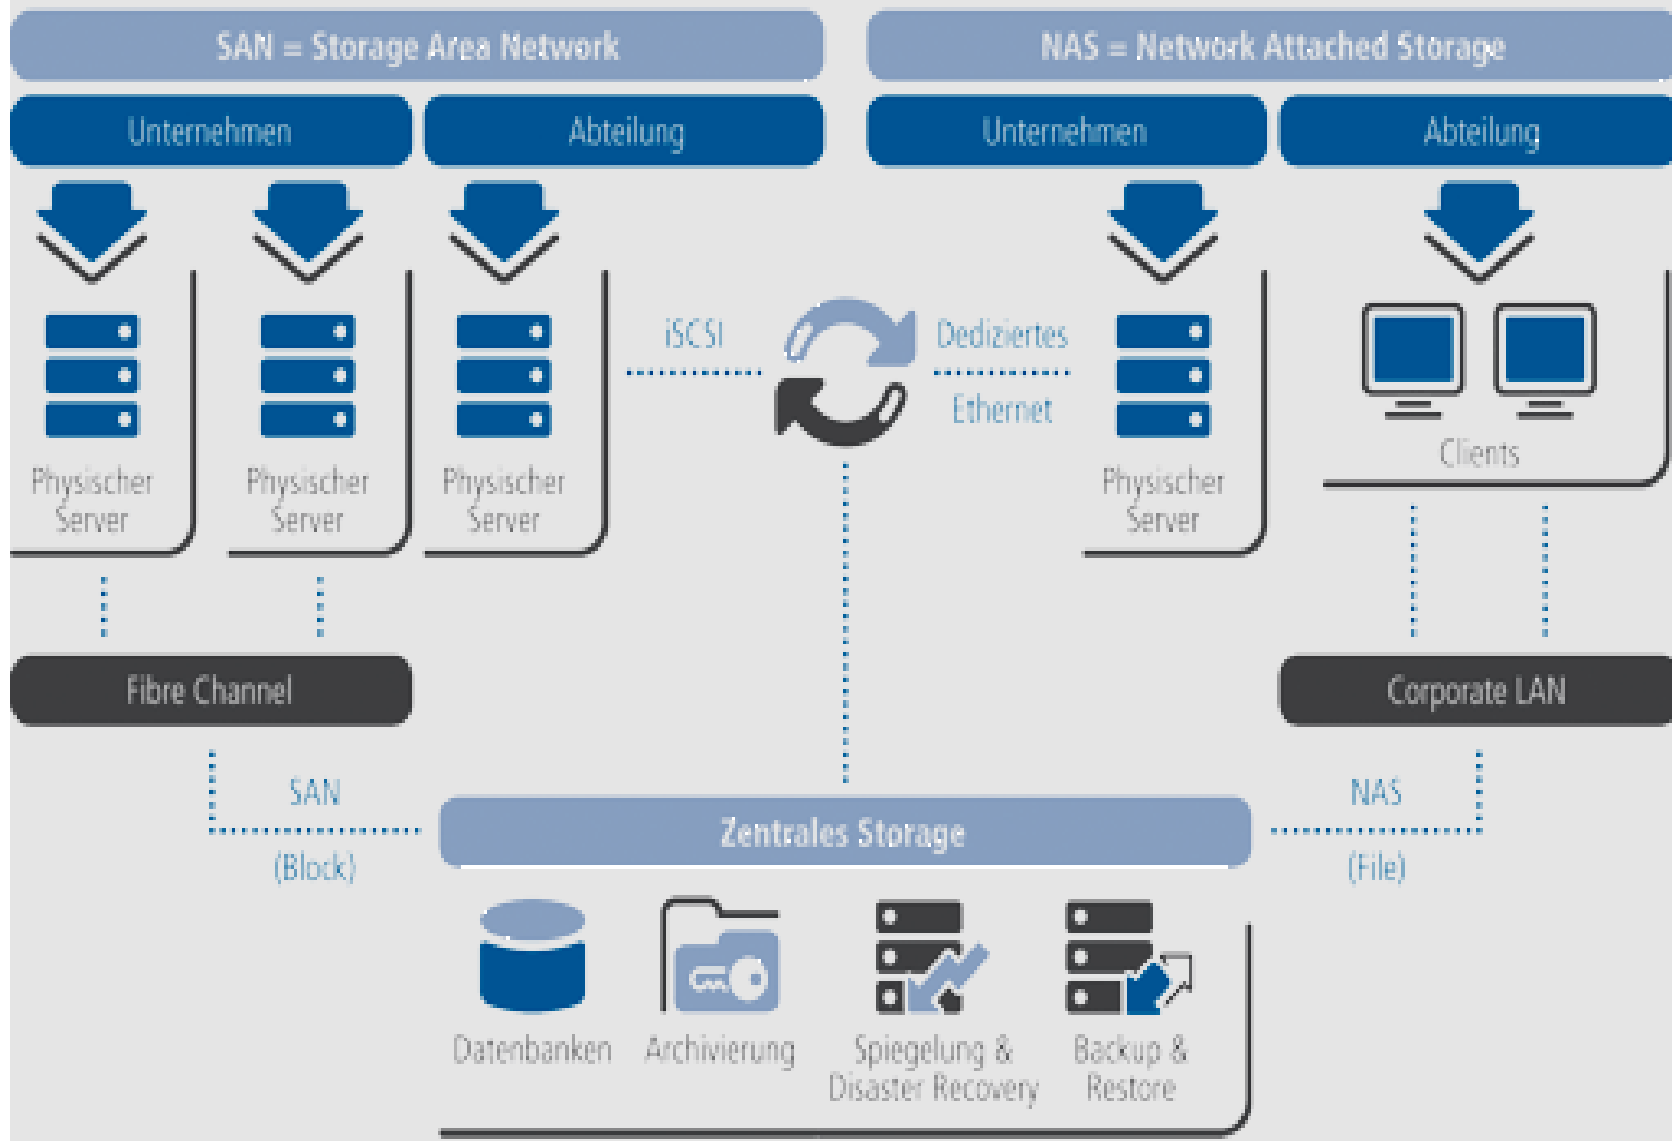 SAN = Storage Area Network
NAS = Network Attached Storage
Unternehmen
Abteilung
Unternehmen
Abteilung
iSCSI
Dediziertes
Ethernet
Physischer
Server
Physischer
Server
Physischer
Server
Physischer
Server
Clients
Fibre Channel
Corporate LAN
SAN
(Block)
NAS
(File)
Zentrales Storage
Datenbanken
Archivierung
Spiegelung &
Disaster Recovery
Backup &
Restore